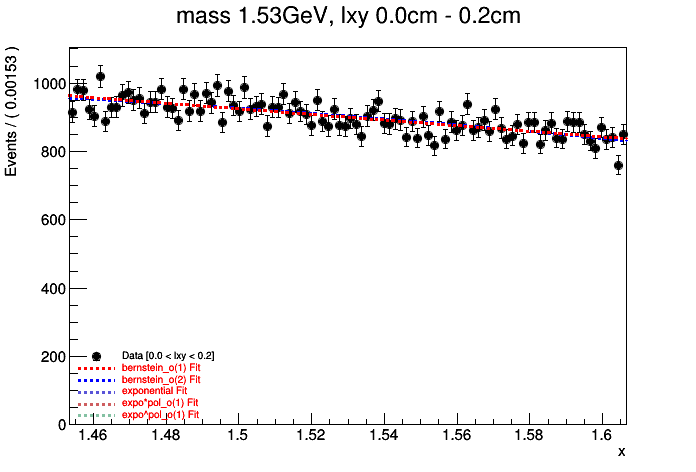 mass 1.53GeV, lxy 0.0cm - 0.2cm
Events / ( 0.00153 )
1000
800
600
400
200
0
Data [0.0 < lxy < 0.2]
bernstein_o(1) Fit
bernstein_o(2) Fit
exponential Fit
expo*pol_o(1) Fit
expo^pol_o(1) Fit
1.46 1.48 1.5 1.52 1.54 1.56 1.58 1.6
x